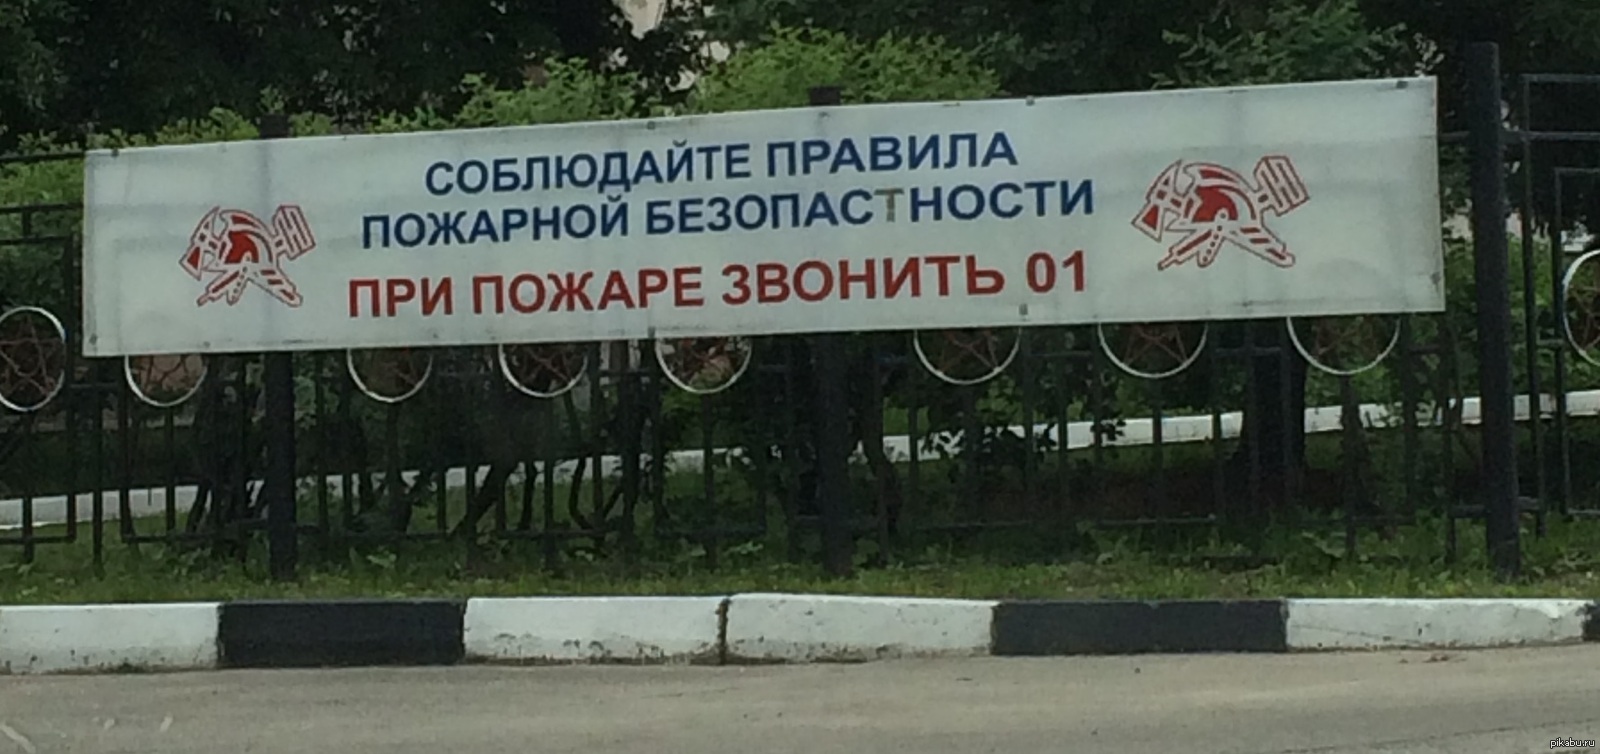 СОБЛЮДАЙТЕ ПРАВИЛА
ПОЖАРНОЙ БЕЗОПАСТНОСТИ
ПРИ ПОЖАРЕ ЗВОНИТЬ 01
pikabu.ru